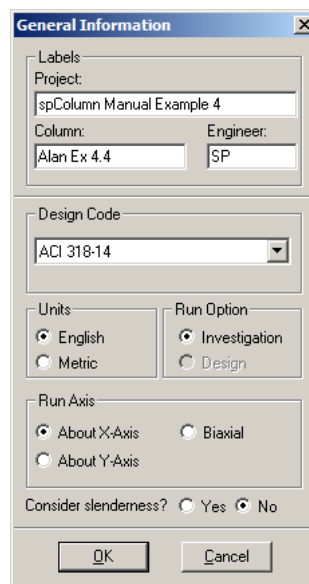 General Information
Labels
Project:
spColumn Manual Example 4
Column: Engineer:
Alan Ex 4.4 SP
Design Code
ACI 318-14
Units Run Option
English Investigation
Metric Design
Run Axis
About X-Axis Biaxial
About Y-Axis
Consider slenderness? Yes No
OK Cancel